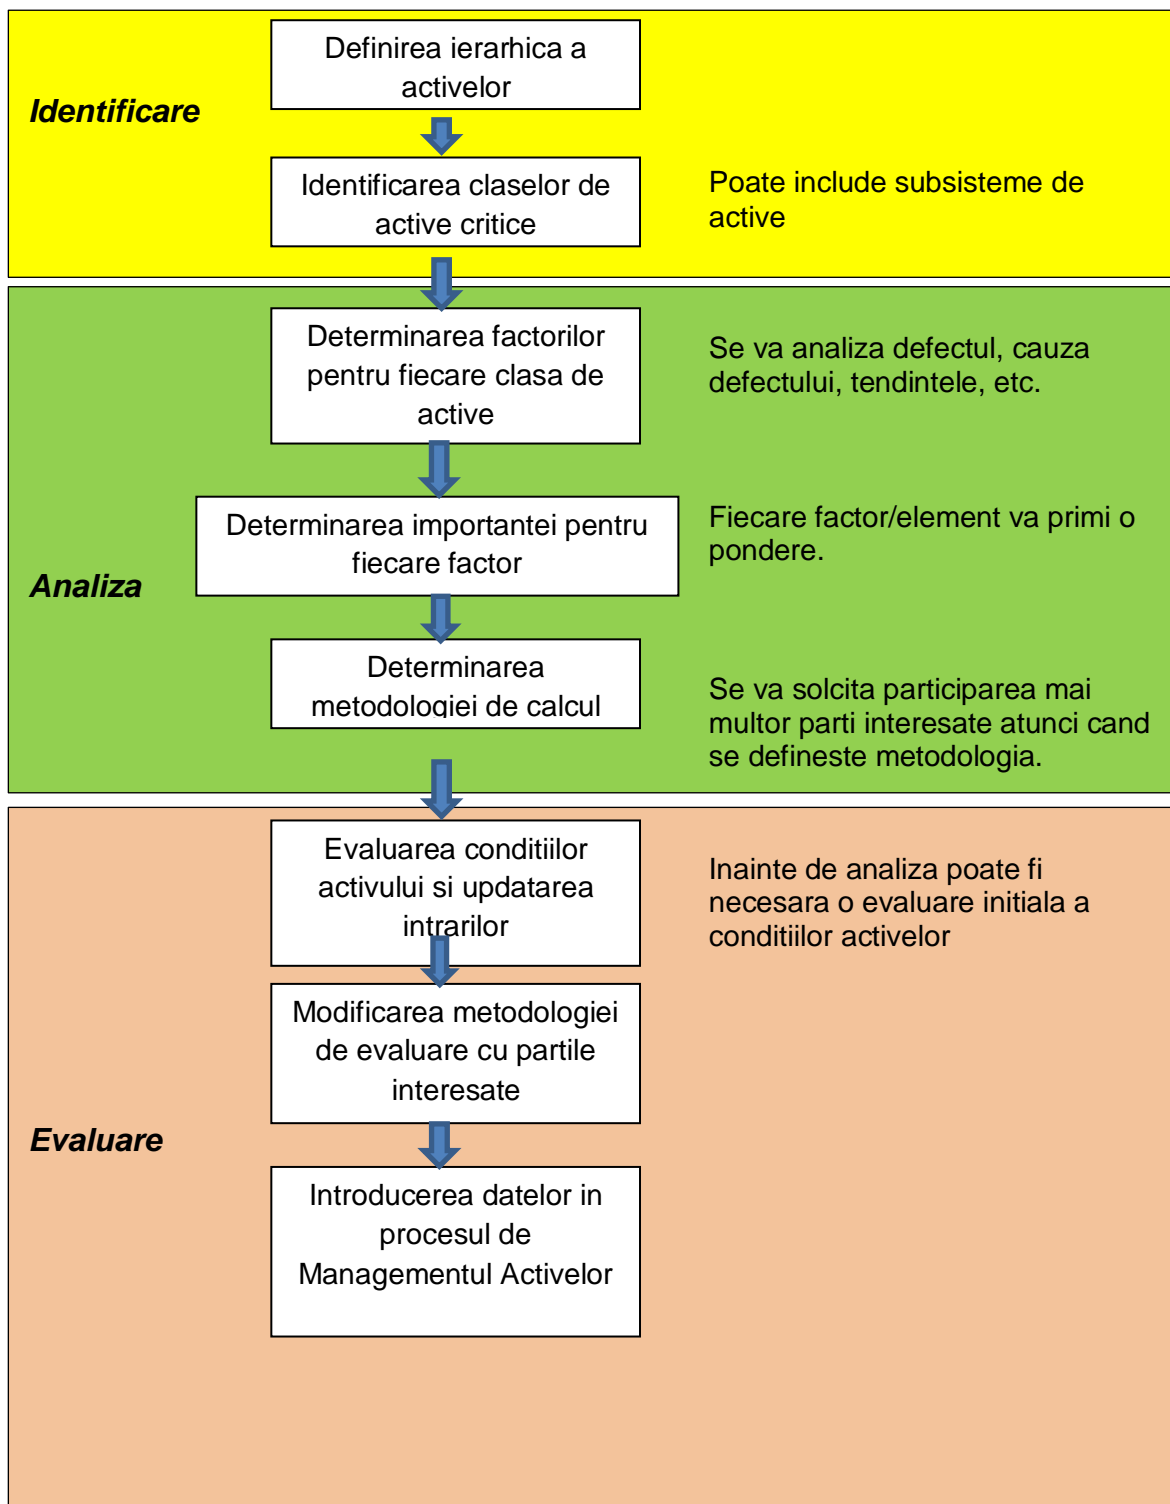 Definirea ierarhica a
activelor
Identificare
Identificarea claselor de
active critice
Poate include subsisteme de
active
Determinarea factorilor
pentru fiecare clasa de
active
Se va analiza defectul, cauza
defectului, tendintele, etc.
Determinarea importantei pentru
fiecare factor
Fiecare factor/element va primi o
pondere.
Analiza
Determinarea
metodologiei de calcul
Se va solcita participarea mai
multor parti interesate atunci cand
se defineste metodologia.
Evaluarea conditiilor
activului si updatarea
intrarilor
Inainte de analiza poate fi
necesara o evaluare initiala a
conditiilor activelor
Modificarea metodologiei
de evaluare cu partile
interesate
Evaluare
Introducerea datelor in
procesul de
Managementul Activelor